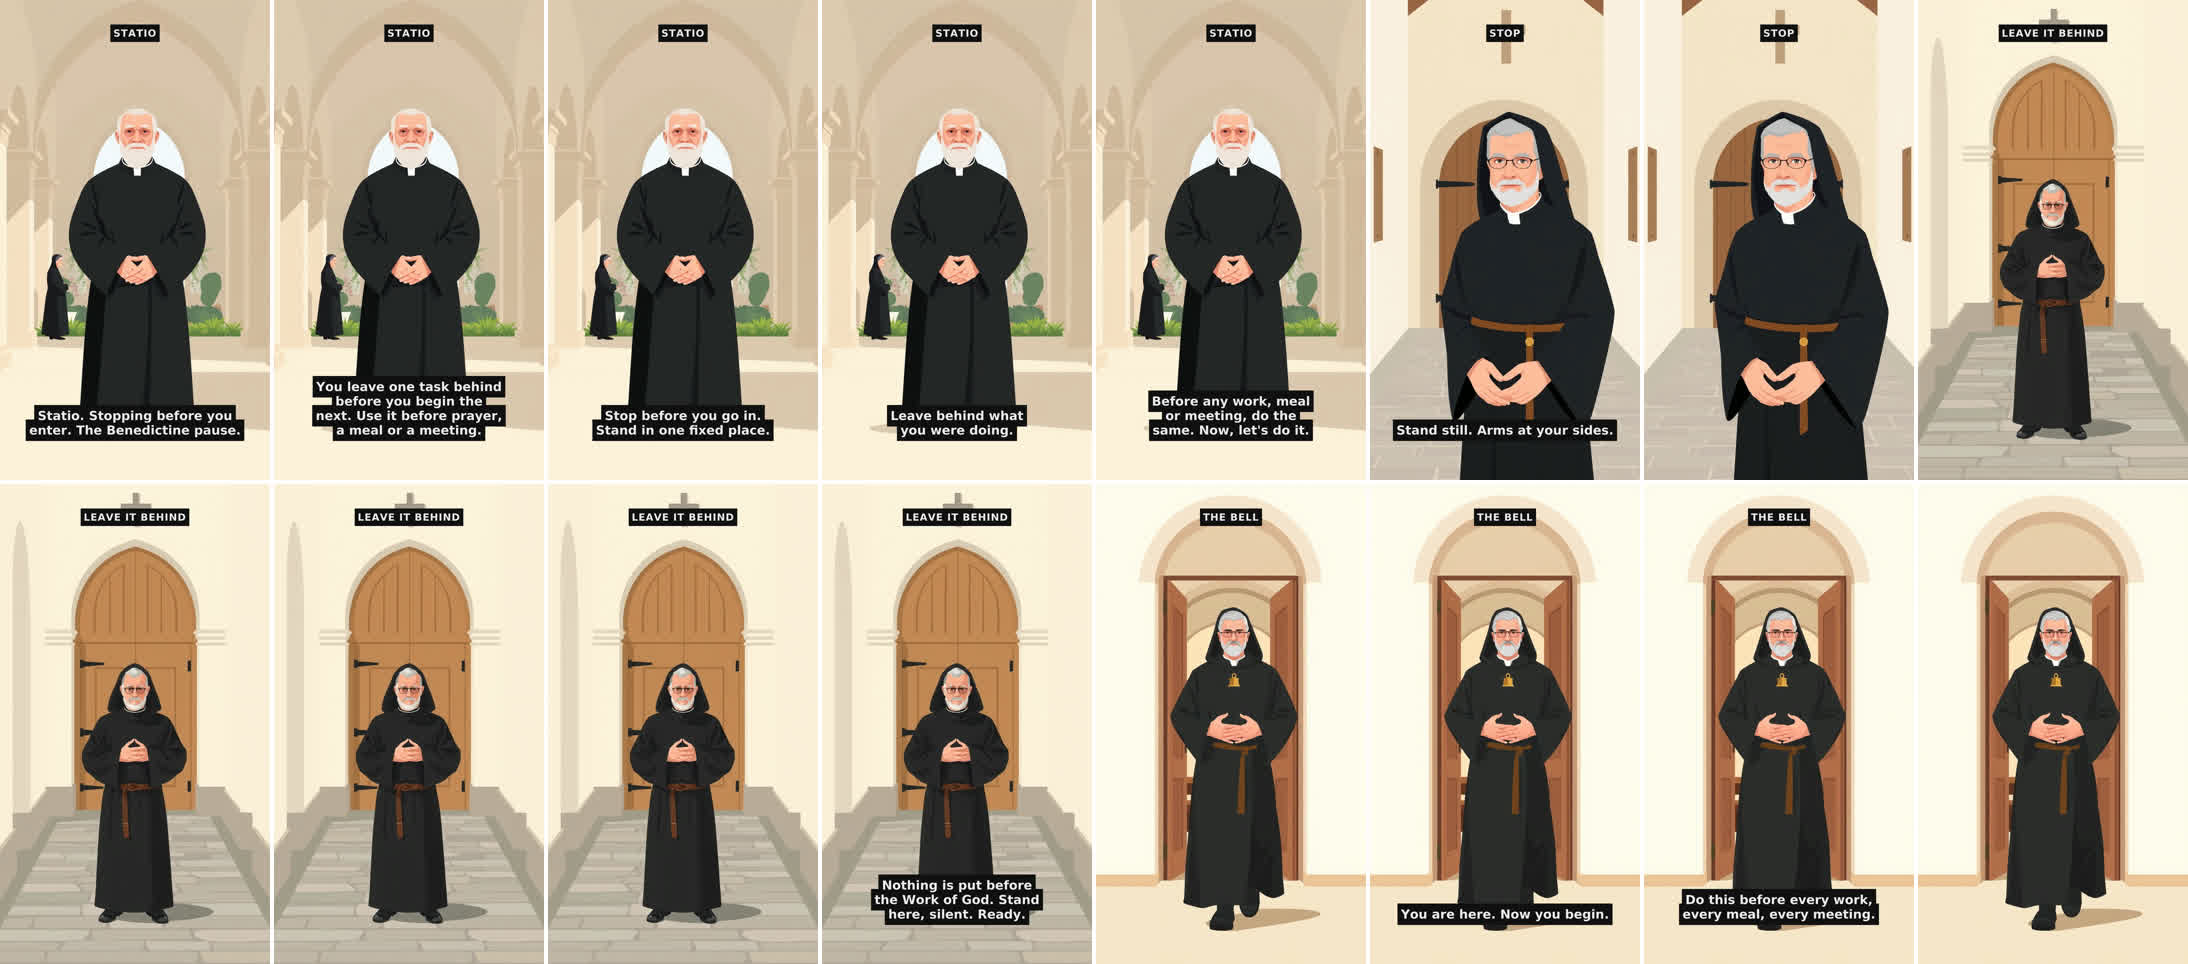 STATIO
Statio. Stopping before you
enter. The Benedictine pause.
STATIO
You leave one task behind
before you begin the
next. Use it before prayer,
a meal or a meeting.
STATIO
Stop before you go in.
Stand in one fixed place.
STATIO
Leave behind what
you were doing.
STATIO
Before any work, meal
or meeting, do the
same. Now, let's do it.
STOP
Stand still. Arms at your sides.
STOP
LEAVE IT BEHIND
LEAVE IT BEHIND
LEAVE IT BEHIND
LEAVE IT BEHIND
LEAVE IT BEHIND
Nothing is put before
the Work of God. Stand
here, silent. Ready.
THE BELL
THE BELL
You are here. Now you begin.
THE BELL
Do this before every work,
every meal, every meeting.